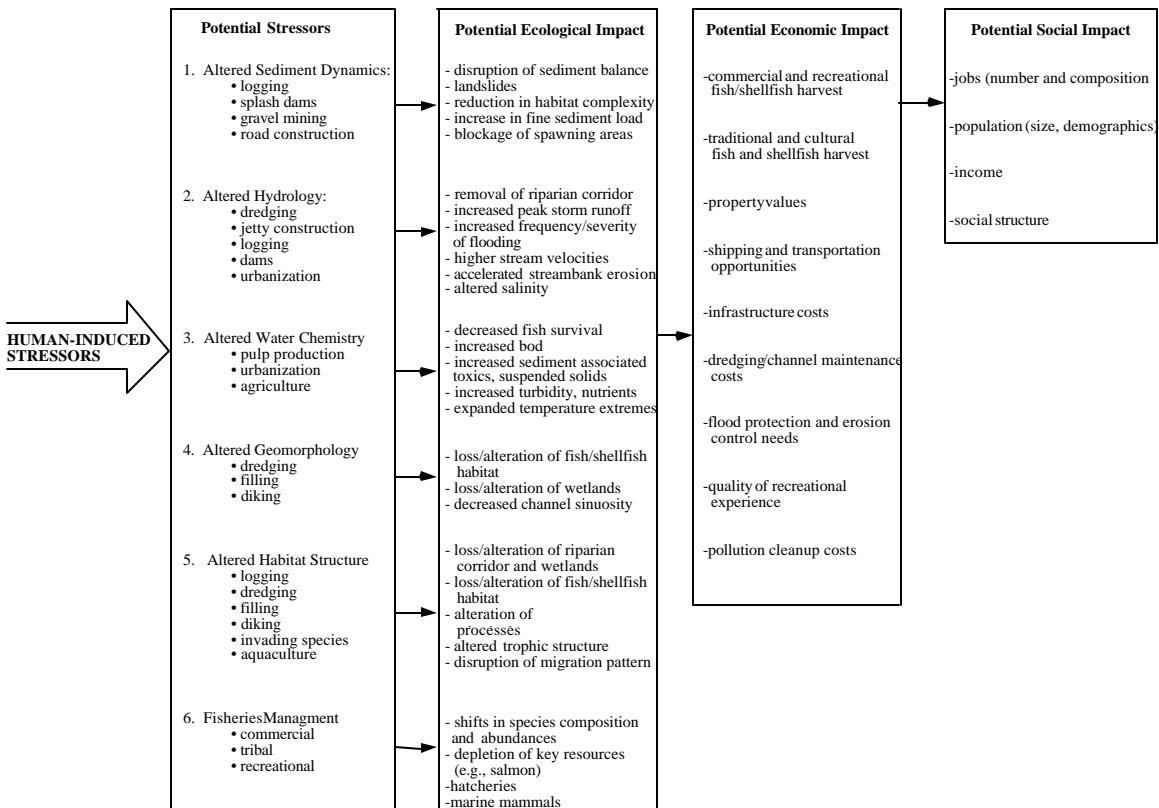 HUMAN-INDUCED
STRESSORS
Potential Stressors
1. Altered Sediment Dynamics:
• logging
• splash dams
• gravel mining
• road construction
2. Altered Hydrology:
• dredging
• jetty construction
• logging
• dams
• urbanization
3. Altered Water Chemistry
• pulp production
• urbanization
• agriculture
4. Altered Geomorphology
• dredging
• filling
• diking
5. Altered Habitat Structure
• logging
• dredging
• filling
• diking
• invading species
• aquaculture
6. FisheriesManagment
• commercial
• tribal
• recreational
Potential Ecological Impact
- disruption of sediment balance
- landslides
- reduction in habitat complexity
- increase in fine sediment load
- blockage of spawning areas
- removal of riparian corridor
- increased peak storm runoff
- increased frequency/severity
of flooding
- higher stream velocities
- accelerated streambank erosion
- altered salinity
- decreased fish survival
- increased bod
- increased sediment associated
toxics, suspended solids
- increased turbidity, nutrients
- expanded temperature extremes
- loss/alteration of fish/shellfish
habitat
- loss/alteration of wetlands
- decreased channel sinuosity
- loss/alteration of riparian
corridor and wetlands
- loss/alteration of fish/shellfish
habitat
- alteration of
processes
- altered trophic structure
- disruption of migration pattern
- shifts in species composition
and abundances
- depletion of key resources
(e.g., salmon)
-hatcheries
-marine mammals
Potential Economic Impact
-commercial and recreational
fish/shellfish harvest
-traditional and cultural
fish and shellfish harvest
-propertyvalues
-shipping and transportation
opportunities
-infrastructure costs
-dredging/channel maintenance
costs
-flood protection and erosion
control needs
-quality of recreational
experience
-pollution cleanup costs
Potential Social Impact
-jobs (number and composition
-population (size, demographics)
-income
-social structure